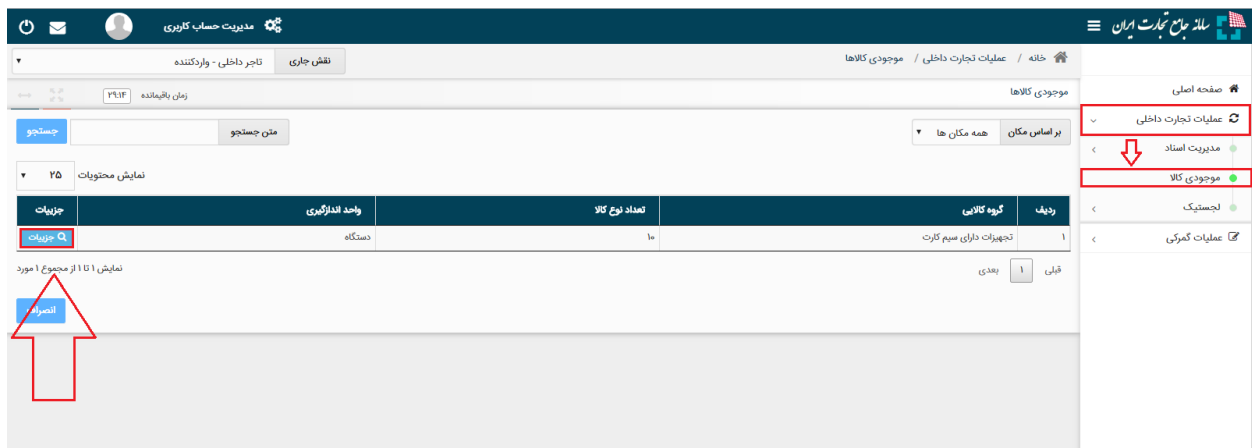 سامانه جامع تجارت ایران
مدیریت حساب کاربری
صفحه اصلی
عملیات تجارت داخلی
مدیریت اسناد
موجودی کالا
لجستیک
عملیات گمرکی
خانه / عملیات تجارت داخلی / موجودی کالاها
نقش جاری تاجر داخلی - واردکننده
موجودی کالاها
زمان باقیمانده ۲۹:۱۴
بر اساس مکان همه مکان ها
متن جستجو جستجو
نمایش محتویات ۲۵
ردیف گروه کالایی تعداد نوع کالا واحد اندازگیری جزییات
۱ تجهیزات دارای سیم کارت ۱۰ دستگاه جزییات
قبلی ۱ بعدی
نمایش ۱ تا ۱ از مجموع ۱ مورد
انصراف